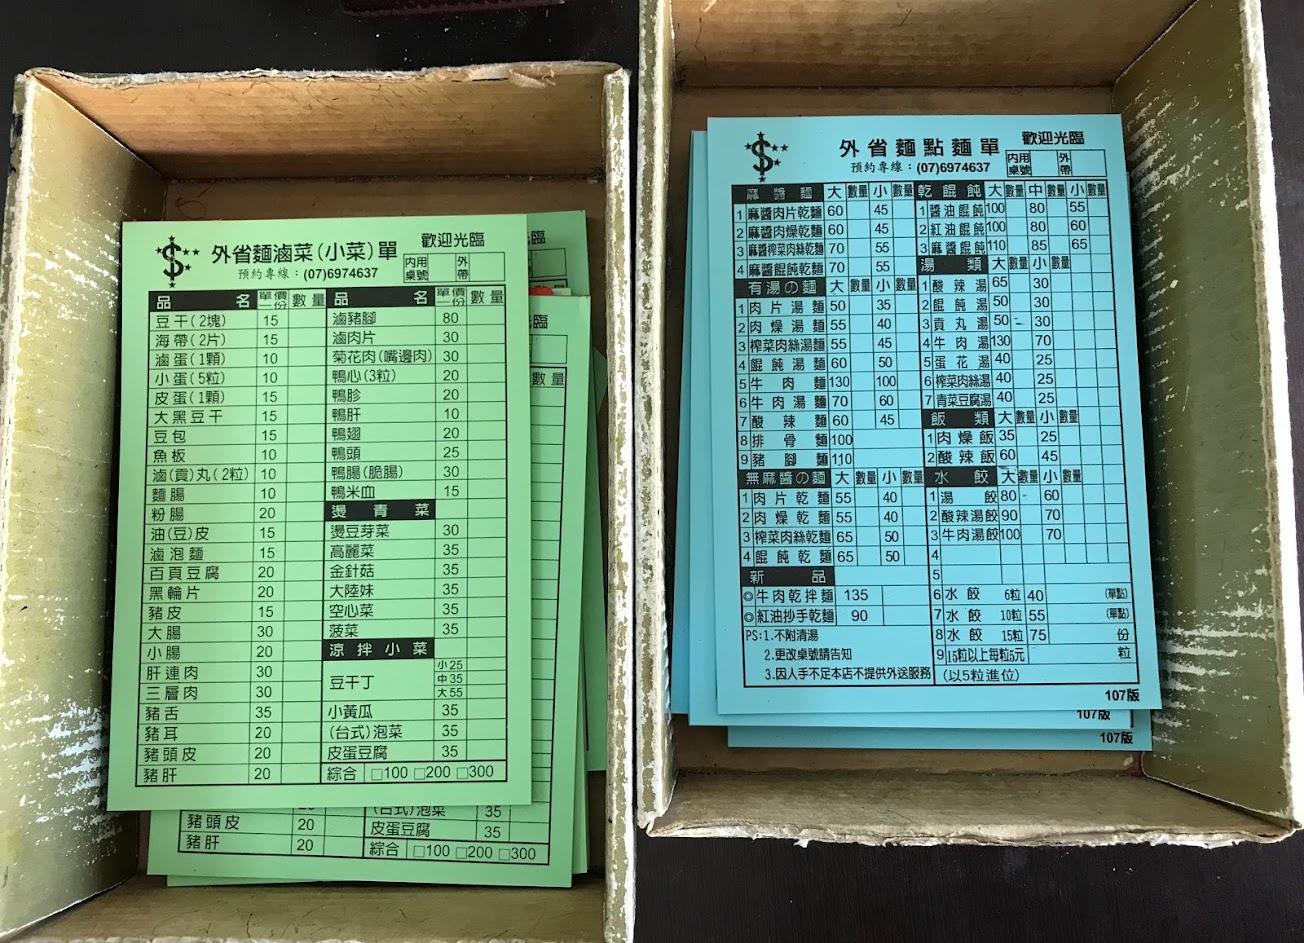 外省麵滷菜(小菜)單 歡迎光臨
預約專線：(07)6974637 内用桌號 外帶
品名 單價一份 數量 品名 單價一份 數量
豆干(2塊) 15 滷豬腳 80
海帶(2片) 15 滷肉片 30
滷蛋(1顆) 10 菊花肉(嘴邊肉) 30
小蛋(5粒) 10 鴨心(3粒) 20
皮蛋(1顆) 10 鴨胗 20
大黑豆干 15 鴨肝 10
豆包 15 鴨翅 20
魚板 10 鴨頭 25
滷(貢)丸(2粒) 10 鴨腸(脆腸) 30
麵腸 10 鴨米血 15
粉腸 20 燙青菜
油(豆)皮 15 燙豆芽菜 30
滷泡麵 15 高麗菜 35
百頁豆腐 20 金針菇 35
黑輪片 20 大陸妹 35
豬皮 15 空心菜 35
大腸 30 菠菜 35
小腸 20 涼拌小菜
肝連肉 30 豆干丁 小25 中35 大55
三層肉 30
豬舌 35 小黃瓜 35
豬耳 20 (台式)泡菜 35
豬頭皮 20 皮蛋豆腐 35
豬肝 20 綜合 □100 □200 □300
(台式)泡菜 35
豬頭皮 20 皮蛋豆腐 35
豬肝 20 綜合 □100 □200 □300
臨
臨
數量
外省麵點麵單 歡迎光臨
預約專線：(07)6974637 内用桌號 外帶
麻醬麵 大 數量 小 數量
1 麻醬肉片乾麵 60 45
2 麻醬肉燥乾麵 60 45
3 麻醬榨菜肉絲乾麵 70 55
4 麻醬餛飩乾麵 70 55
有湯の麵 大 數量 小 數量
1 肉片湯麵 50 35
2 肉燥湯麵 55 40
3 榨菜肉絲湯麵 55 45
4 餛飩湯麵 60 50
5 牛肉麵 130 100
6 牛肉湯麵 70 60
7 酸辣麵 60 45
8 排骨麵 100
9 豬腳麵 110
無麻醬の麵 大 數量 小 數量
1 肉片乾麵 55 40
2 肉燥乾麵 55 40
3 榨菜肉絲乾麵 65 50
4 餛飩乾麵 65 50
新品
◎牛肉乾拌麵 135
◎紅油抄手乾麵 90
PS:1.不附清湯
2.更改桌號請告知
3.因人手不足本店不提供外送服務
乾餛飩 大 數量 中 數量 小 數量
1 醬油餛飩 100 80 55
2 紅油餛飩 100 80 60
3 麻醬餛飩 110 85 65
湯類 大 數量 小 數量
1 酸辣湯 65 30
2 餛飩湯 50 30
3 貢丸湯 50 30
4 牛肉湯 130 70
5 蛋花湯 40 25
6 榨菜肉絲湯 40 25
7 青菜豆腐湯 40 25
飯類 大 數量 小 數量
1 肉燥飯 35 25
2 酸辣飯 60 45
水餃 大 數量 小 數量
1 湯餃 80 60
2 酸辣湯餃 90 70
3 牛肉湯餃 100 70
4
5
6 水餃 6粒 40 (單點)
7 水餃 10粒 55 (單點)
8 水餃 15粒 75 份
9 15粒以上每粒5元 粒
(以5粒進位)
107版
107版
107版